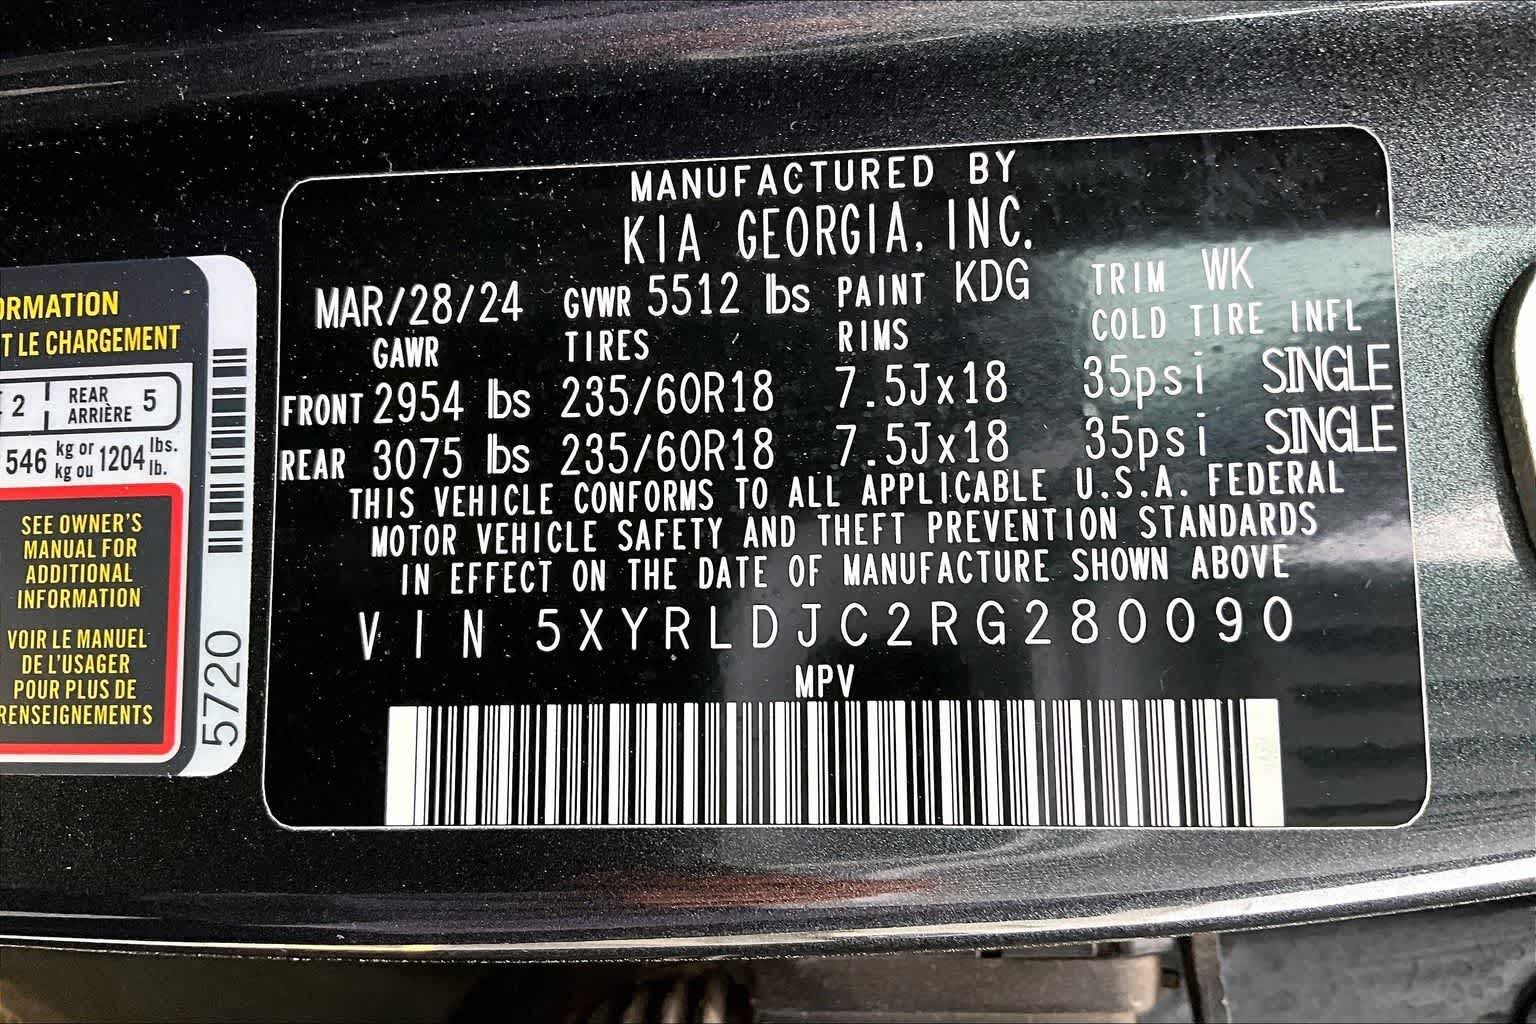 ORMATION
T LE CHARGEMENT
2 REAR ARRIÈRE 5
546 kg or kg ou 1204 lbs. lb.
SEE OWNER'S
MANUAL FOR
ADDITIONAL
INFORMATION
VOIR LE MANUEL
DE L'USAGER
POUR PLUS DE
RENSEIGNEMENTS
5720
MANUFACTURED BY
KIA GEORGIA, INC.
MAR/28/24 GVWR 5512 lbs PAINT KDG TRIM WK
GAWR TIRES RIMS COLD TIRE INFL
FRONT 2954 lbs 235/60R18 7.5Jx18 35psi SINGLE
REAR 3075 lbs 235/60R18 7.5Jx18 35psi SINGLE
THIS VEHICLE CONFORMS TO ALL APPLICABLE U.S.A. FEDERAL
MOTOR VEHICLE SAFETY AND THEFT PREVENTION STANDARDS
IN EFFECT ON THE DATE OF MANUFACTURE SHOWN ABOVE
VIN 5XYRLDJC2RG280090
MPV